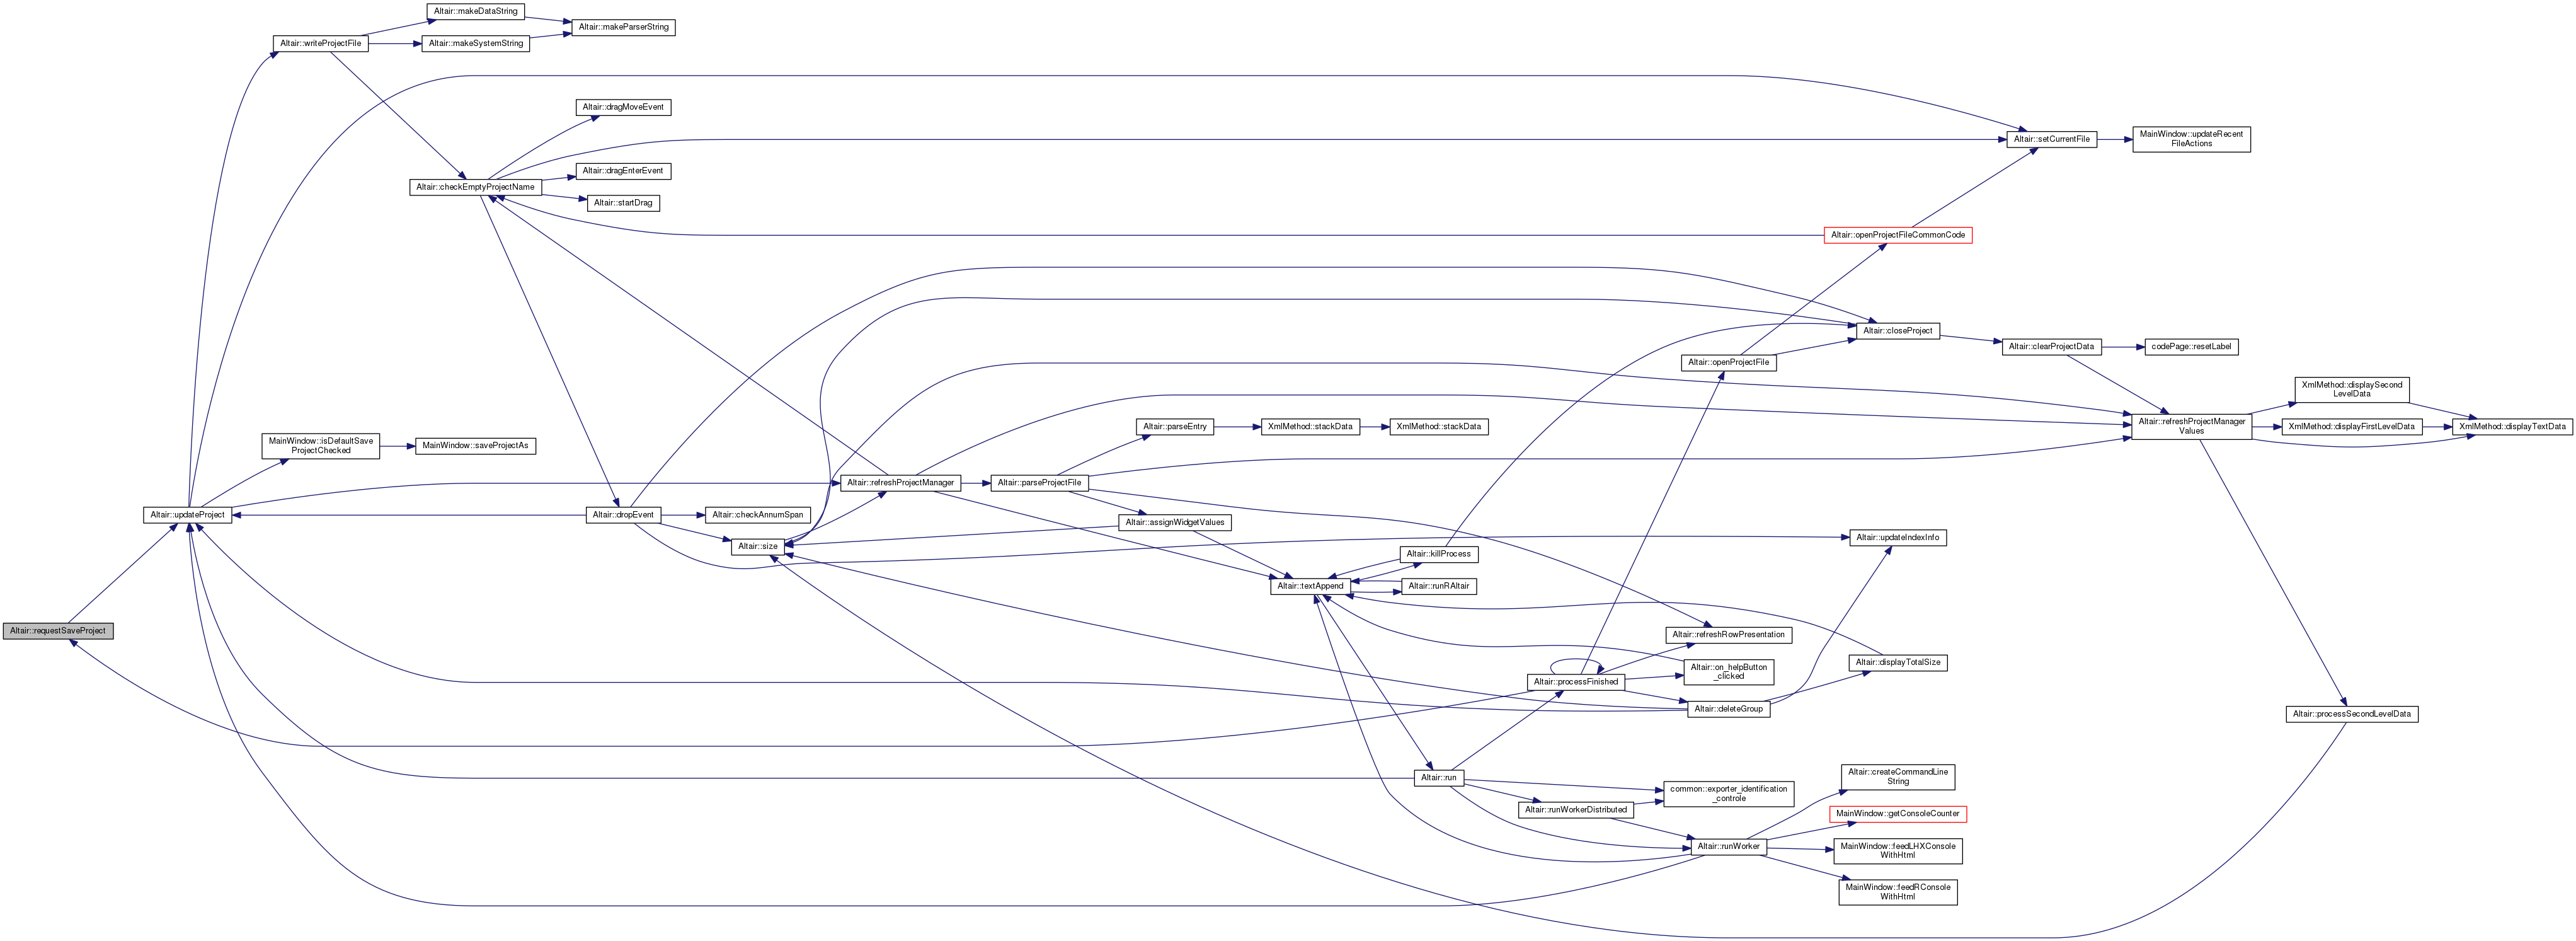 Altair::makeDataString
Altair::makeParserString
Altair::writeProjectFile
Altair::makeSystemString
Altair::dragMoveEvent
Altair::setCurrentFile
MainWindow::updateRecent
FileActions
Altair::dragEnterEvent
Altair::checkEmptyProjectName
Altair::startDrag
Altair::openProjectFileCommonCode
Altair::closeProject
Altair::clearProjectData
codePage::resetLabel
Altair::openProjectFile
XmlMethod::displaySecond
LevelData
Altair::refreshProjectManager
Values
XmlMethod::displayFirstLevelData
XmlMethod::displayTextData
Altair::parseEntry
XmlMethod::stackData
XmlMethod::stackData
MainWindow::isDefaultSave
ProjectChecked
MainWindow::saveProjectAs
Altair::refreshProjectManager
Altair::parseProjectFile
Altair::updateProject
Altair::dropEvent
Altair::checkAnnumSpan
Altair::assignWidgetValues
Altair::size
Altair::updateIndexInfo
Altair::killProcess
Altair::textAppend
Altair::runRAltair
Altair::requestSaveProject
Altair::refreshRowPresentation
Altair::on_helpButton
_clicked
Altair::displayTotalSize
Altair::processFinished
Altair::deleteGroup
Altair::processSecondLevelData
Altair::run
Altair::createCommandLine
String
common::exporter_identification
_controle
Altair::runWorkerDistributed
MainWindow::getConsoleCounter
Altair::runWorker
MainWindow::feedLHXConsole
WithHtml
MainWindow::feedRConsole
WithHtml